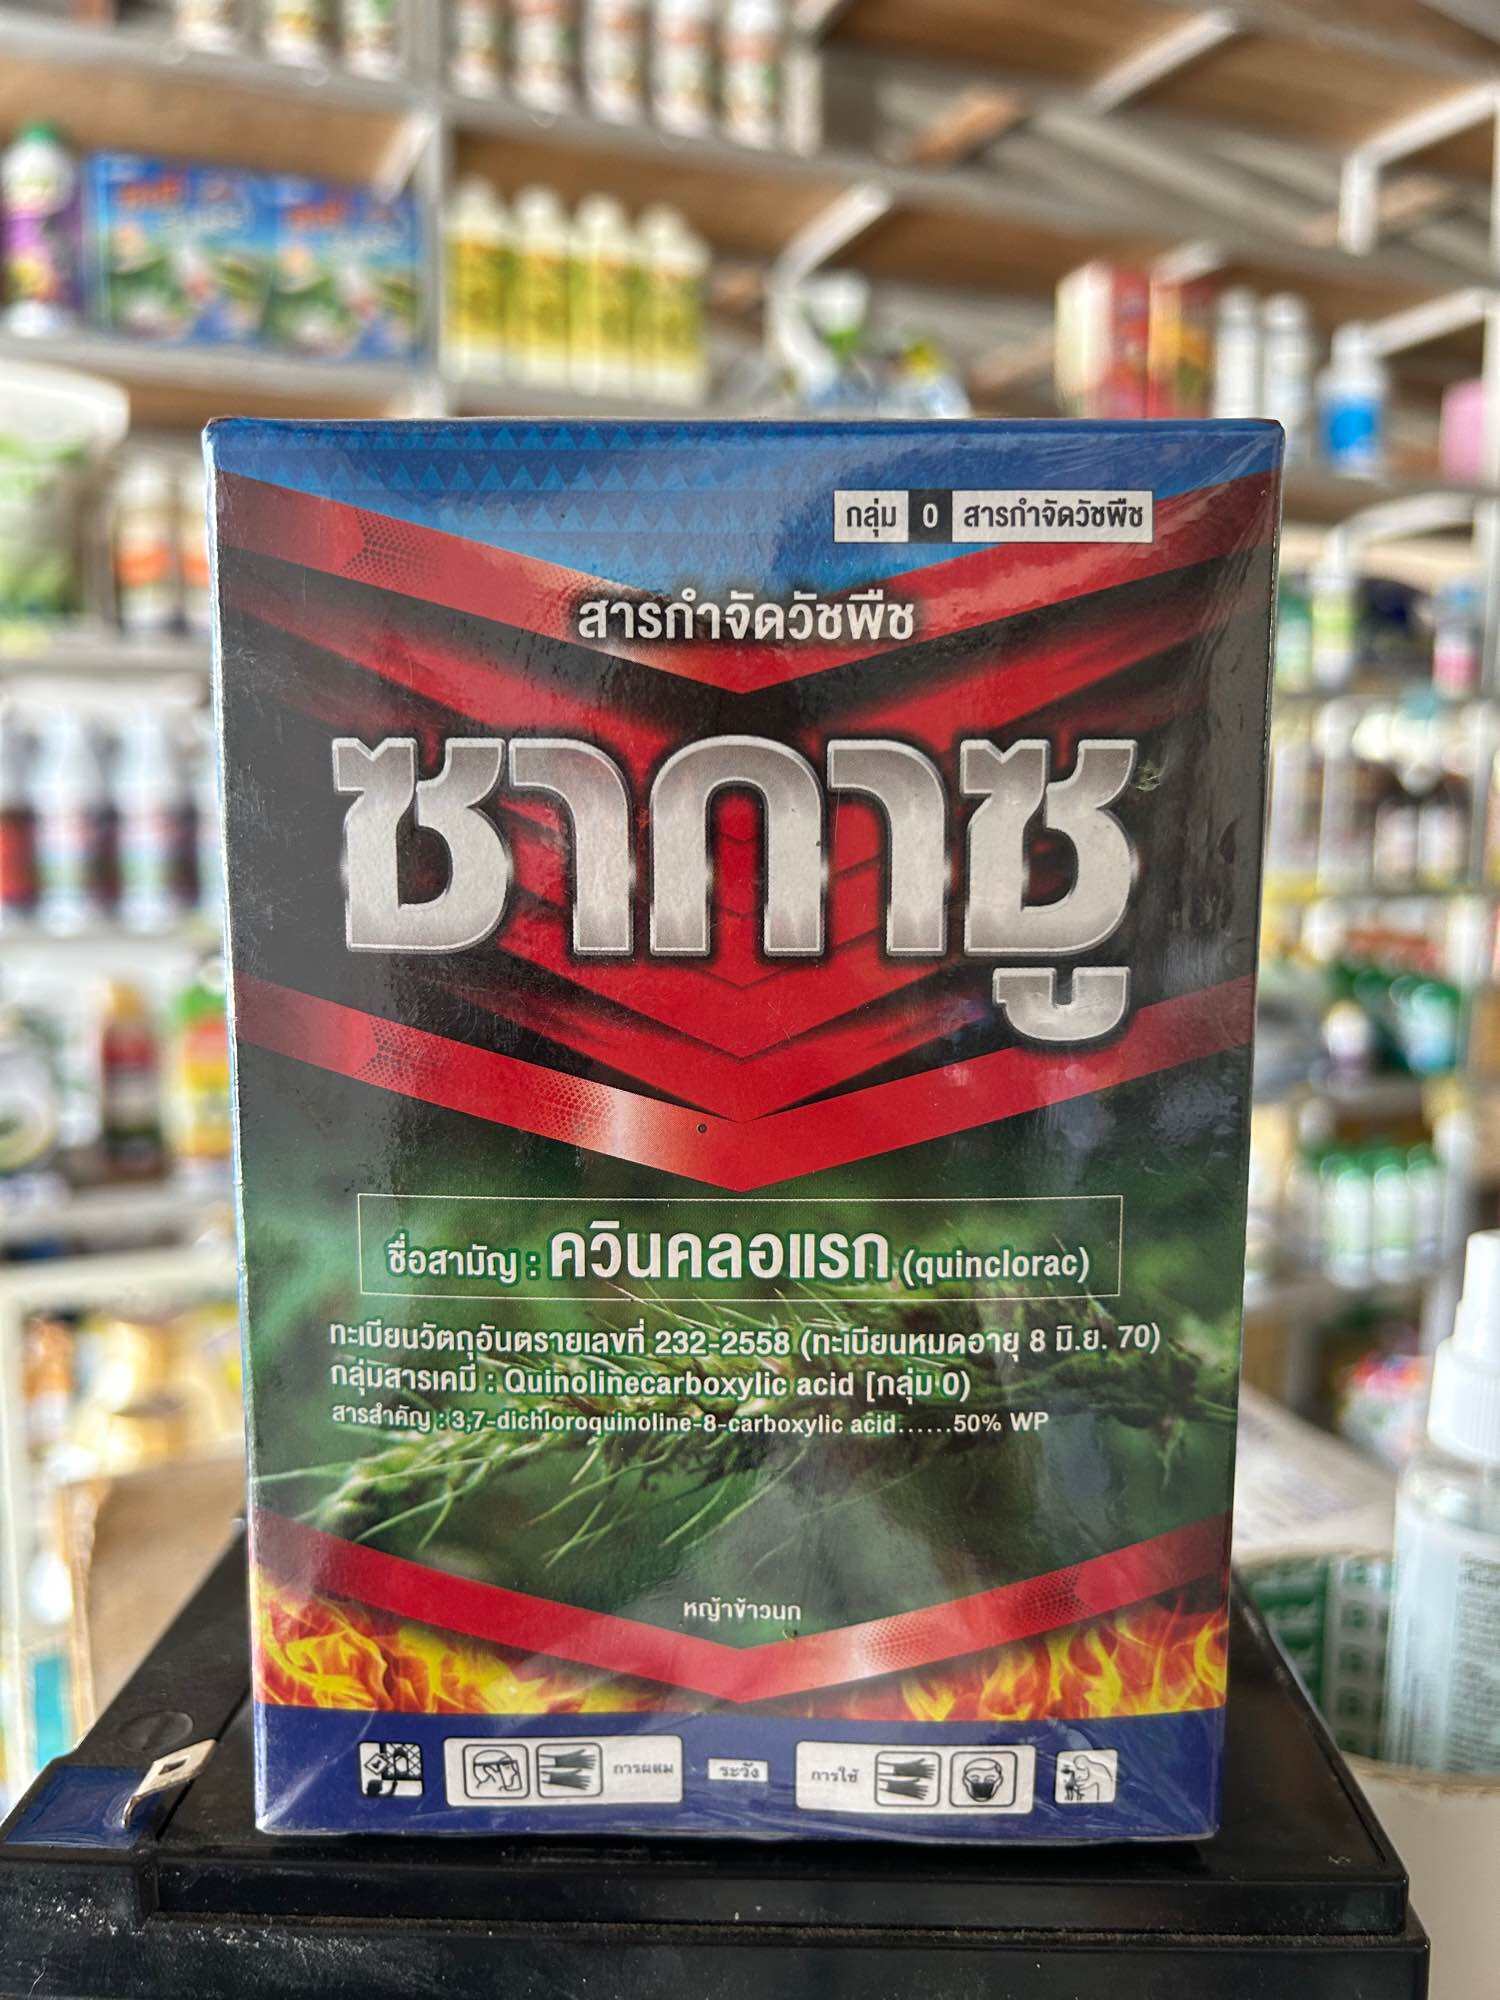 กลุ่ม 0 สารกำจัดวัชพืช
สารกำจัดวัชพืช
ซากาซู
ชื่อสามัญ : ควินคลอแรก (quinclorac)
ทะเบียนวัตถุอันตรายเลขที่ 232-2558 (ทะเบียนหมดอายุ 8 มิ.ย. 70)
กลุ่มสารเคมี : Quinolinecarboxylic acid [กลุ่ม 0)
สารสำคัญ : 3,7-dichloroquinoline-8-carboxylic acid......50% WP
หญ้าข้าวนก
การผสม ระวัง การใช้